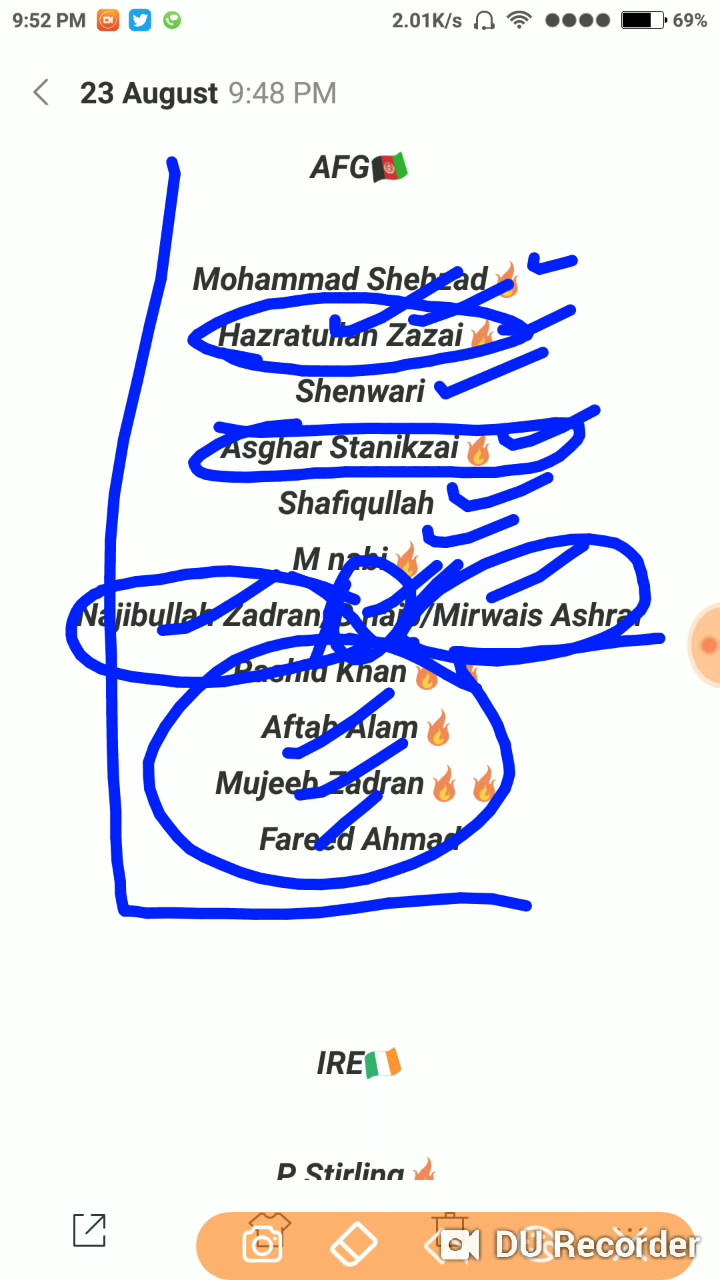 9:52 PM 2.01K/s 69%
23 August 9:48 PM
AFG🇦🇫
Mohammad Shehzad🔥
Hazratullah Zazai🔥
Shenwari
Asghar Stanikzai🔥
Shafiqullah
M nabi🔥
Najibullah Zadran/ /Mirwais Ashraf
Rashid Khan🔥🔥
Aftab Alam🔥
Mujeeb Zadran🔥🔥
Fareed Ahmad
IRE🇮🇪
P Stirling🔥
DU Recorder